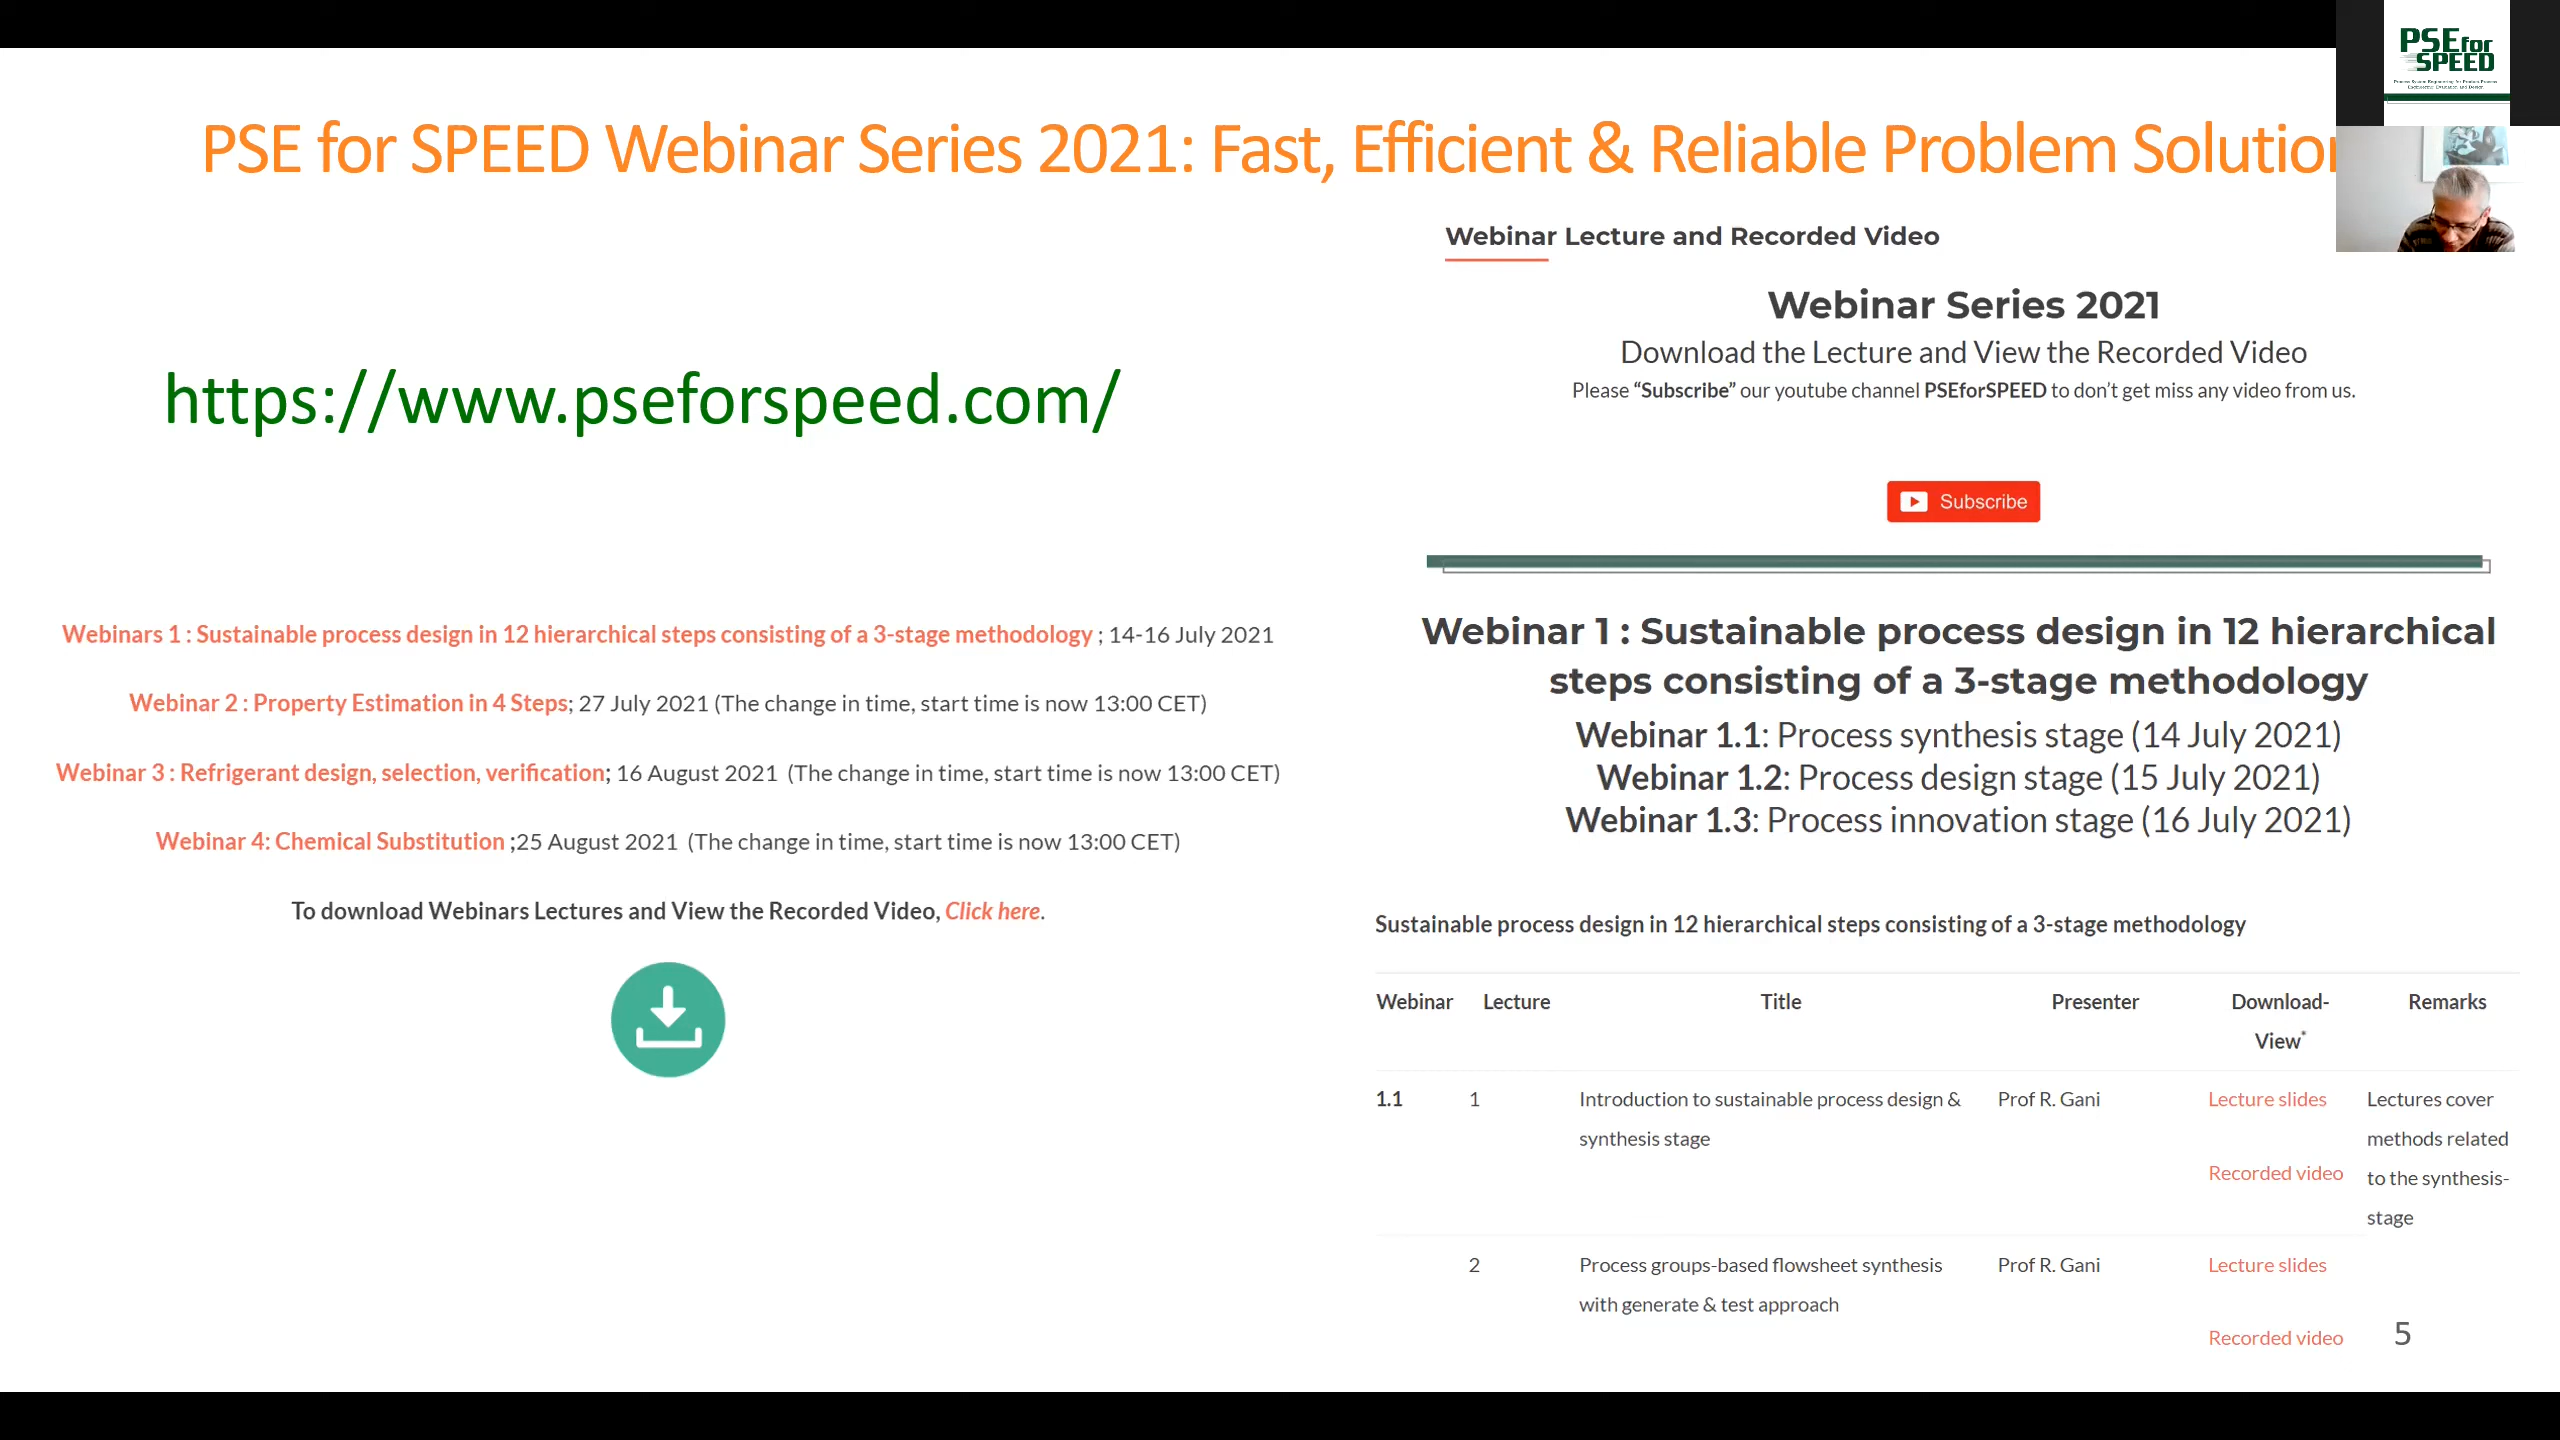 PSE for SPEED Webinar Series 2021: Fast, Efficient & Reliable Problem Solution
PSE for
SPEED
https://www.pseforspeed.com/
Webinars 1 : Sustainable process design in 12 hierarchical steps consisting of a 3-stage methodology ; 14-16 July 2021
Webinar 2 : Property Estimation in 4 Steps; 27 July 2021 (The change in time, start time is now 13:00 CET)
Webinar 3 : Refrigerant design, selection, verification; 16 August 2021 (The change in time, start time is now 13:00 CET)
Webinar 4: Chemical Substitution ;25 August 2021 (The change in time, start time is now 13:00 CET)
To download Webinars Lectures and View the Recorded Video, Click here.
Webinar Lecture and Recorded Video
Webinar Series 2021
Download the Lecture and View the Recorded Video
Please “Subscribe” our youtube channel PSEforSPEED to don’t get miss any video from us.
Subscribe
Webinar 1 : Sustainable process design in 12 hierarchical
steps consisting of a 3-stage methodology
Webinar 1.1: Process synthesis stage (14 July 2021)
Webinar 1.2: Process design stage (15 July 2021)
Webinar 1.3: Process innovation stage (16 July 2021)
Sustainable process design in 12 hierarchical steps consisting of a 3-stage methodology
Webinar Lecture Title Presenter Download- Remarks
View*
1.1 1 Introduction to sustainable process design & Prof R. Gani Lecture slides Lectures cover
synthesis stage methods related
Recorded video to the synthesis-
stage
2 Process groups-based flowsheet synthesis Prof R. Gani Lecture slides
with generate & test approach
Recorded video
5